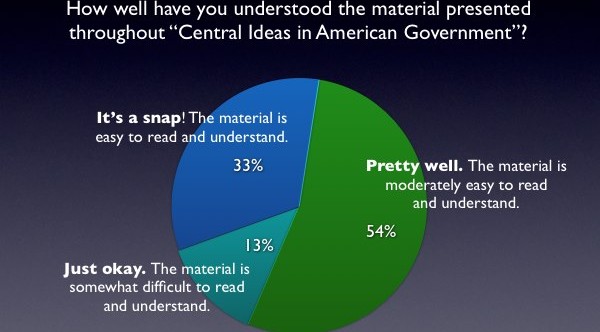 How well have you understood the material presented
throughout “Central Ideas in American Government”?
It’s a snap! The material is
easy to read and understand.
33%
Pretty well. The material is
moderately easy to read
and understand.
54%
13%
Just okay. The material is
somewhat difficult to read
and understand.